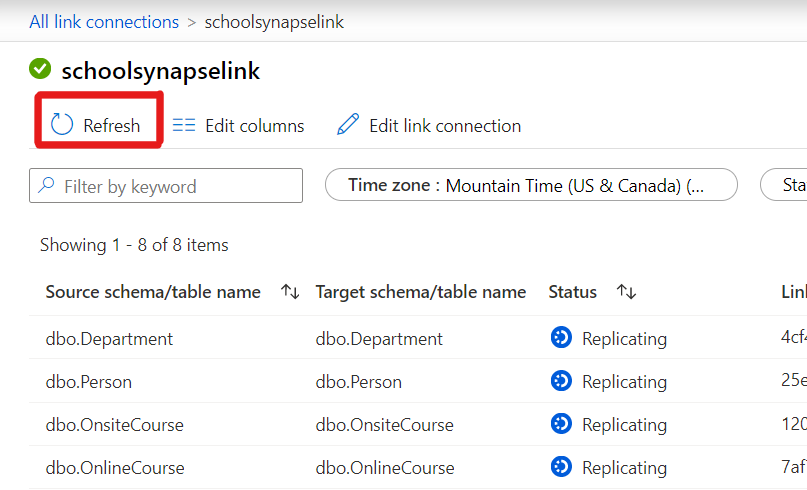 All link connections > schoolsynapselink
schoolsynapselink
Refresh Edit columns Edit link connection
Filter by keyword Time zone : Mountain Time (US & Canada) (... Sta
Showing 1 - 8 of 8 items
Source schema/table name Target schema/table name Status Lin
dbo.Department dbo.Department Replicating 4cf4
dbo.Person dbo.Person Replicating 25e
dbo.OnsiteCourse dbo.OnsiteCourse Replicating 120
dbo.OnlineCourse dbo.OnlineCourse Replicating 7af